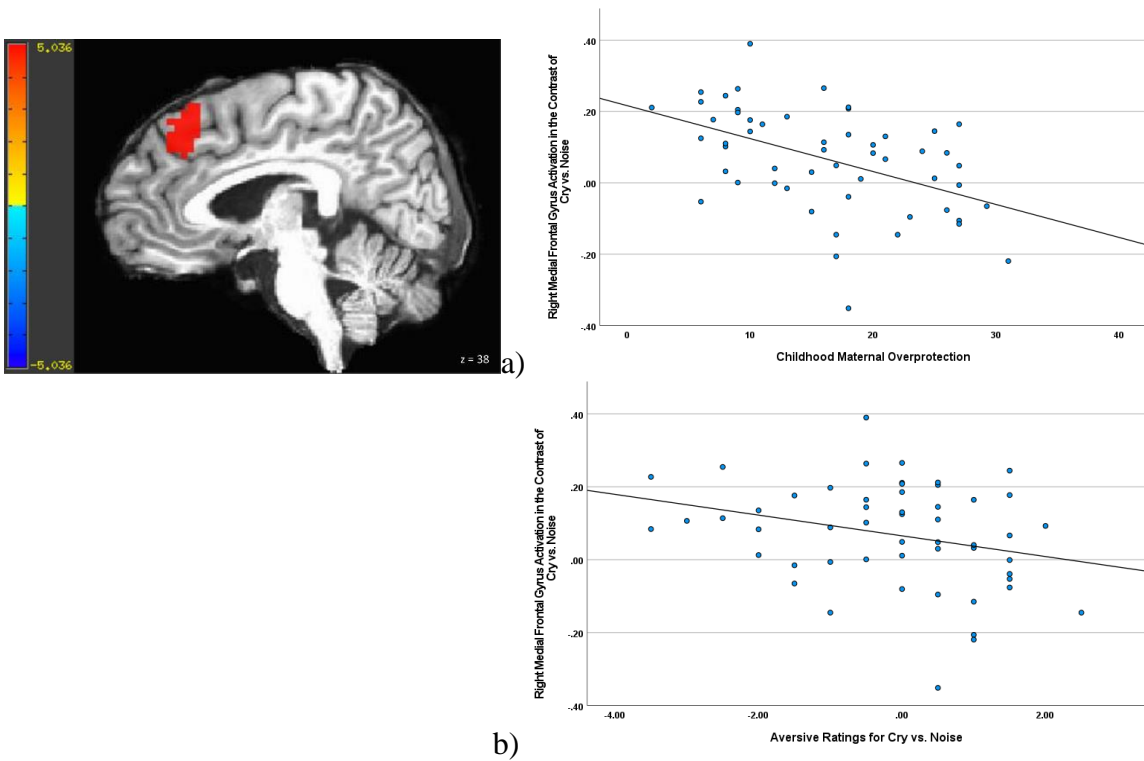 5.036
-5.036
z = 38
a)
Right Medial Frontal Gyrus Activation in the Contrast of
Cry vs. Noise
.40
.20
.00
-.20
-.40
0
10
20
30
40
Childhood Maternal Overprotection
b)
Right Medial Frontal Gyrus Activation in the Contrast of
Cry vs. Noise
.40
.20
.00
-.20
-.40
-4.00
-2.00
.00
2.00
Aversive Ratings for Cry vs. Noise